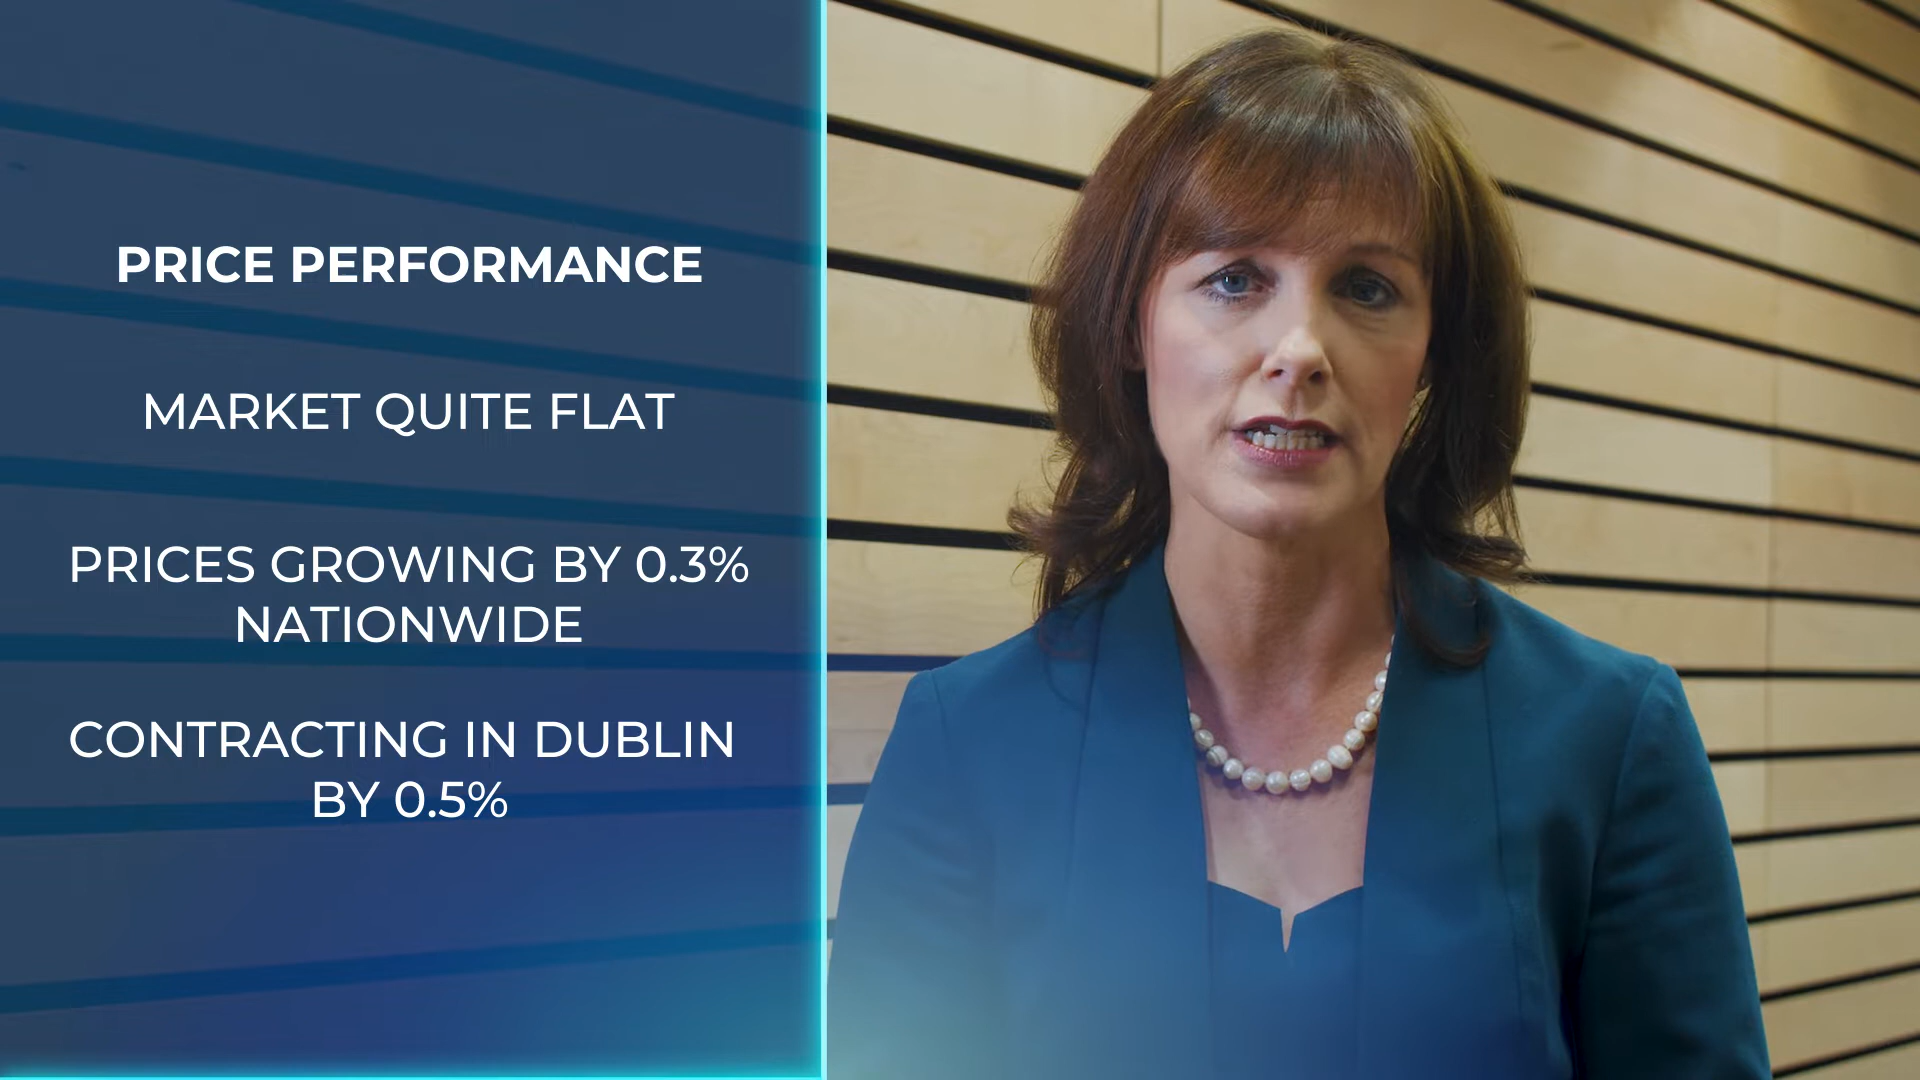 PRICE PERFORMANCE
MARKET QUITE FLAT
PRICES GROWING BY 0.3%
NATIONWIDE
CONTRACTING IN DUBLIN
BY 0.5%